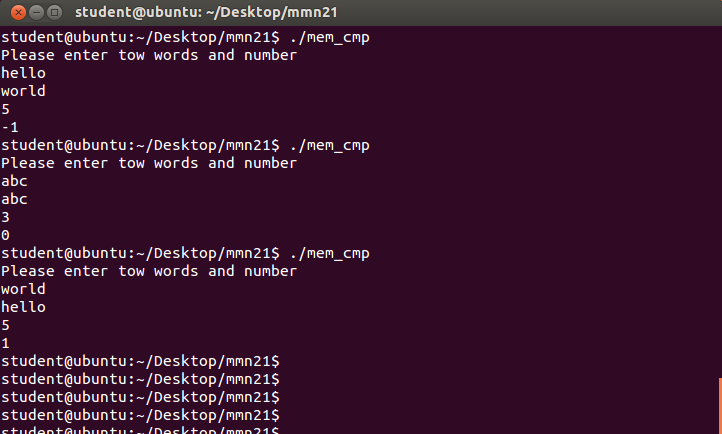 student@ubuntu: ~/Desktop/mmn21
student@ubuntu:~/Desktop/mmn21$ ./mem_cmp
Please enter tow words and number
hello
world
5
-1
student@ubuntu:~/Desktop/mmn21$ ./mem_cmp
Please enter tow words and number
abc
abc
3
0
student@ubuntu:~/Desktop/mmn21$ ./mem_cmp
Please enter tow words and number
world
hello
5
1
student@ubuntu:~/Desktop/mmn21$
student@ubuntu:~/Desktop/mmn21$
student@ubuntu:~/Desktop/mmn21$
student@ubuntu:~/Desktop/mmn21$
student@ubuntu:~/Desktop/mmn21$